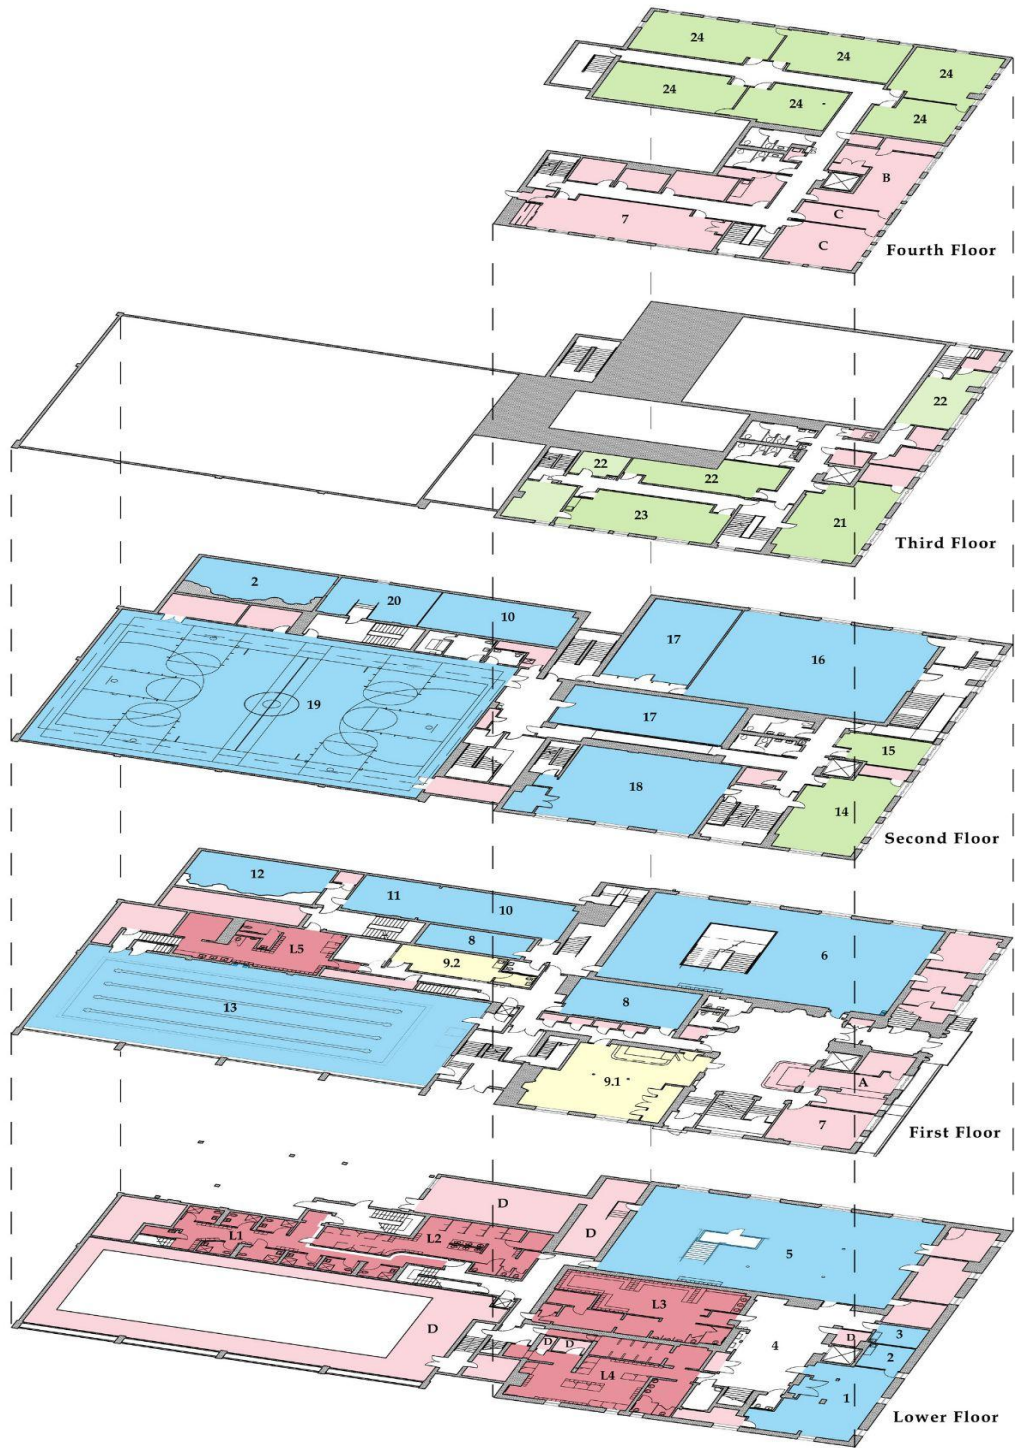 24
24
24
24
24
24
B
7
C
C
Fourth Floor
22
22
22
23
21
Third Floor
2
20
10
17
16
19
17
15
18
14
Second Floor
12
11
10
8
L5
9.2
6
13
8
9.1
A
7
First Floor
D
L1
L2
D
5
L3
D
D
D
D
3
4
2
L4
1
Lower Floor